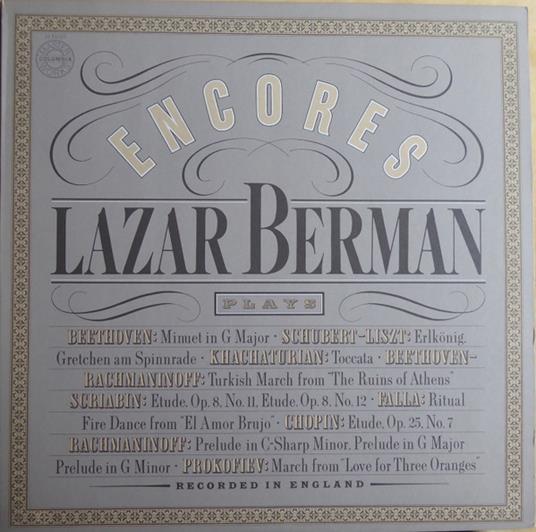 COLUMBIA
ENCORES
LAZAR BERMAN
PLAYS
BEETHOVEN: Minuet in G Major · SCHUBERT-LISZT: Erlkönig,
Gretchen am Spinnrade · KHACHATURIAN: Toccata · BEETHOVEN-
RACHMANINOFF: Turkish March from "The Ruins of Athens"
SCRIABIN: Etude, Op. 8, No. 11, Etude, Op. 8, No. 12 · FALLA: Ritual
Fire Dance from "El Amor Brujo" · CHOPIN: Etude, Op. 25, No. 7
RACHMANINOFF: Prelude in C-Sharp Minor, Prelude in G Major
Prelude in G Minor · PROKOFIEV: March from "Love for Three Oranges"
RECORDED IN ENGLAND